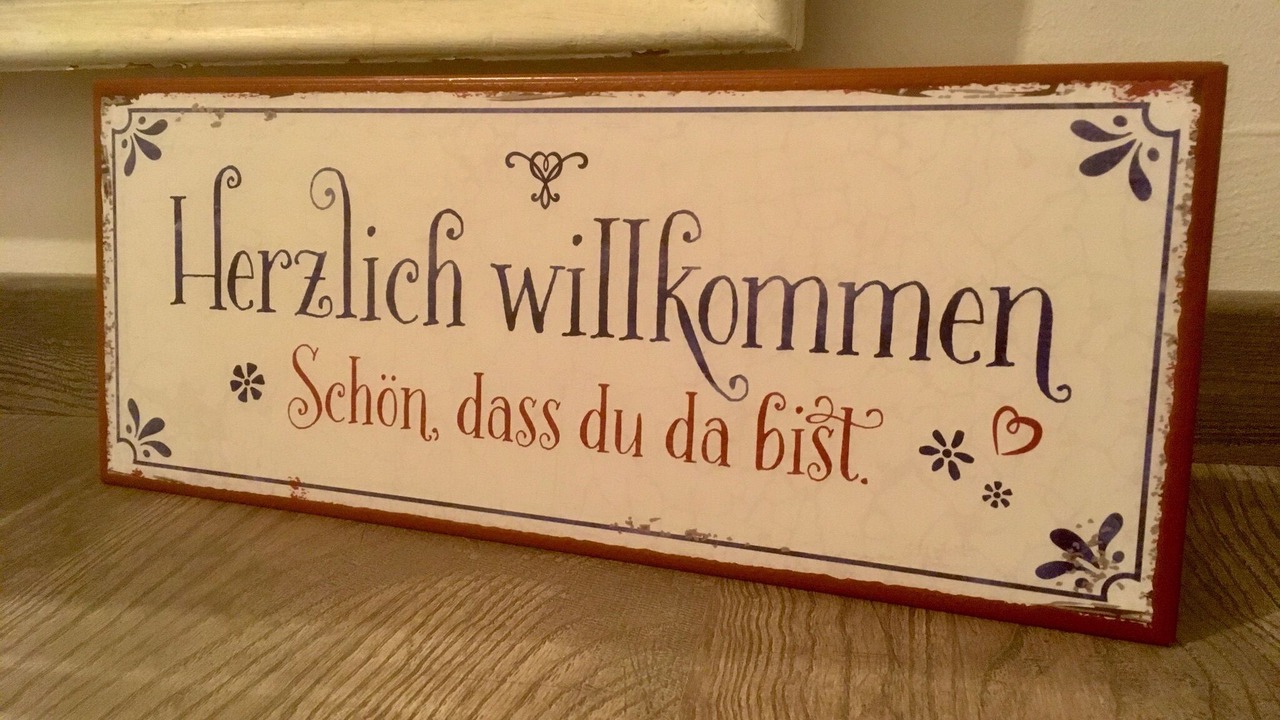 Herzlich willkommen
Schön, dass du da bist.